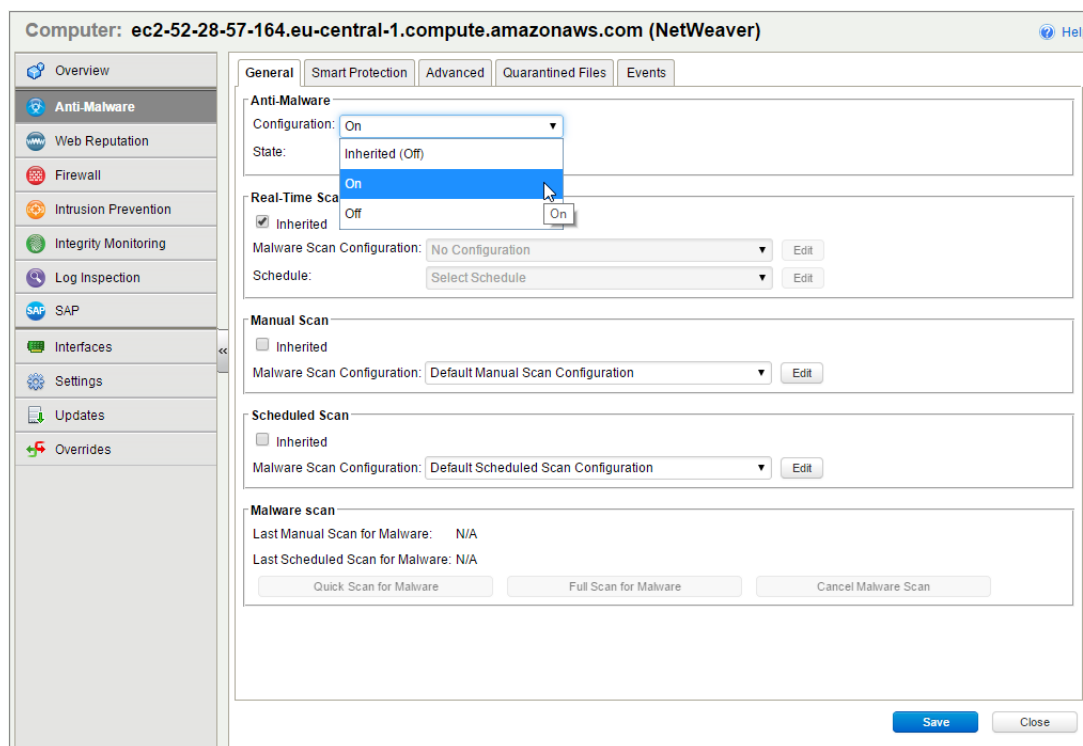 Computer: ec2-52-28-57-164.eu-central-1.compute.amazonaws.com (NetWeaver)
Hel
Overview
Anti-Malware
Web Reputation
Firewall
Intrusion Prevention
Integrity Monitoring
Log Inspection
SAP SAP
Interfaces
Settings
Updates
Overrides
«
General Smart Protection Advanced Quarantined Files Events
Anti-Malware
Configuration: On
State:
Inherited (Off)
On
Off
On
Real-Time Sca
Inherited
Malware Scan Configuration: No Configuration Edit
Schedule: Select Schedule Edit
Manual Scan
Inherited
Malware Scan Configuration: Default Manual Scan Configuration Edit
Scheduled Scan
Inherited
Malware Scan Configuration: Default Scheduled Scan Configuration Edit
Malware scan
Last Manual Scan for Malware: N/A
Last Scheduled Scan for Malware: N/A
Quick Scan for Malware Full Scan for Malware Cancel Malware Scan
Save Close